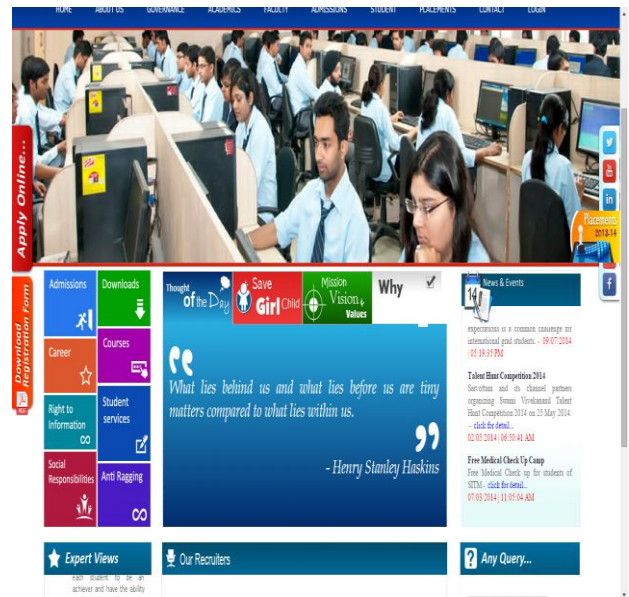 HOME ABOUT US GOVERNANCE ACADEMICS FACULTY ADMISSIONS STUDENT PLACEMENTS CONTACT LOGIN
Apply Online...
Placements
2013-14
Download
Registration Form
Admissions
Downloads
Career
Courses
Right to
Information
Student
services
Social
Responsibilities
Anti Ragging
Thought
of the Day
Save
Girl Child
Mission
Vision &
Values
Why
What lies behind us and what lies before us are tiny
matters compared to what lies within us.
- Henry Stanley Haskins
14
News & Events
expectations is a common challenge for
international grad students. - 09/07/2014
| 05:19:35 PM
Talent Hunt Competition 2014
Sarvottam and its channel partners
organizing Swami Vivekanand Talent
Hunt Competition 2014 on 25 May 2014.
- click for detail...
02/05/2014 | 06:50:41 AM
Free Medical Check Up Camp
Free Medical Check up for students of
SITM - click for detail...
07/03/2014 | 11:05:04 AM
Expert Views
each student to be an
achiever and have the ability
Our Recruiters
Any Query...